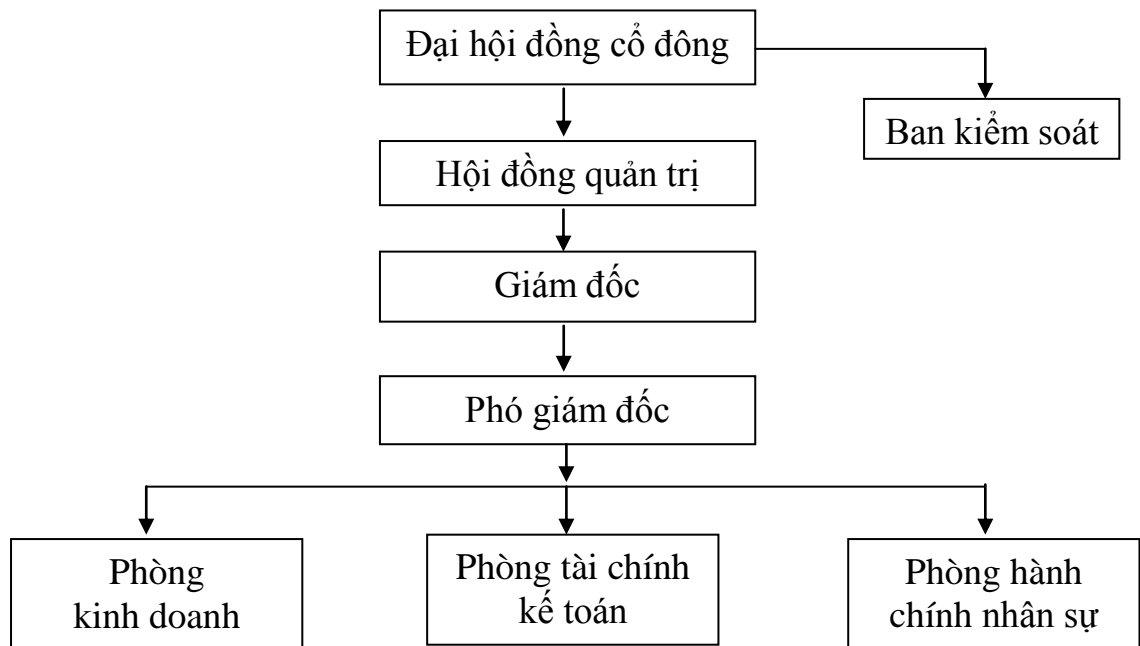 Đại hội đồng cổ đông
Ban kiểm soát
Hội đồng quản trị
Giám đốc
Phó giám đốc
Phòng
kinh doanh
Phòng tài chính
kế toán
Phòng hành
chính nhân sự